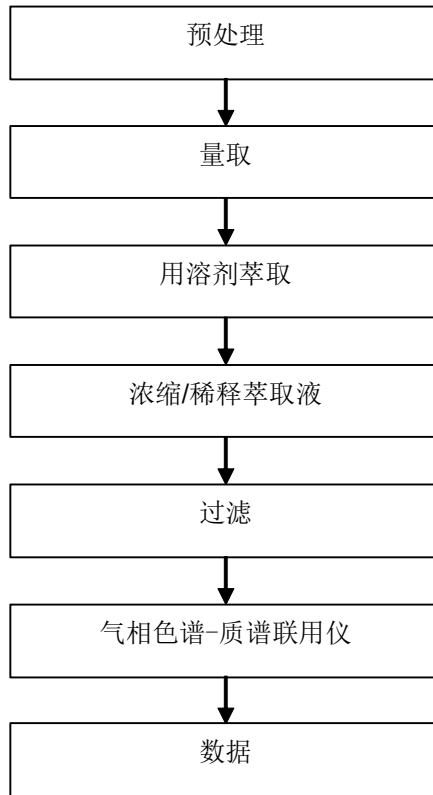 预处理
量取
用溶剂萃取
浓缩/稀释萃取液
过滤
气相色谱-质谱联用仪
数据